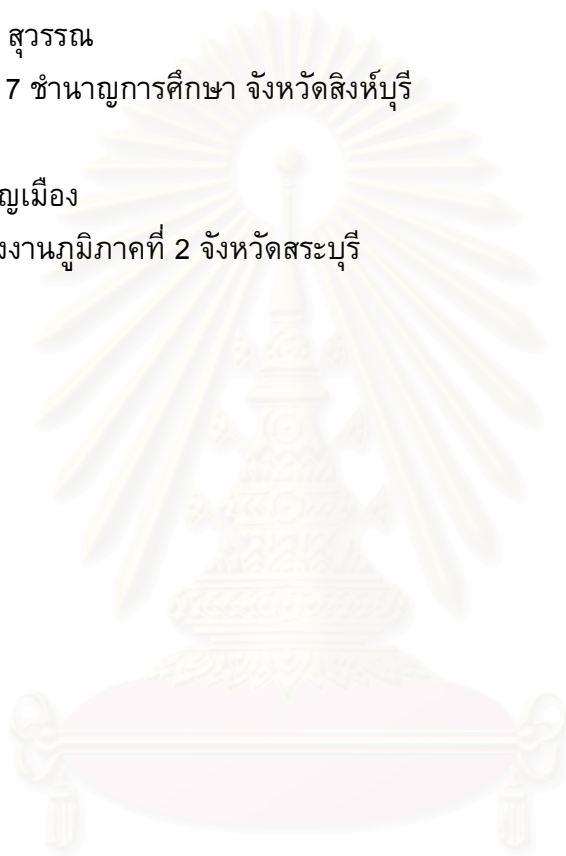 สุวรรณ
7 ชำนาญการศึกษา จังหวัดสิงห์บุรี
ญเมือง
งงานภูมิภาคที่ 2 จังหวัดสระบุรี